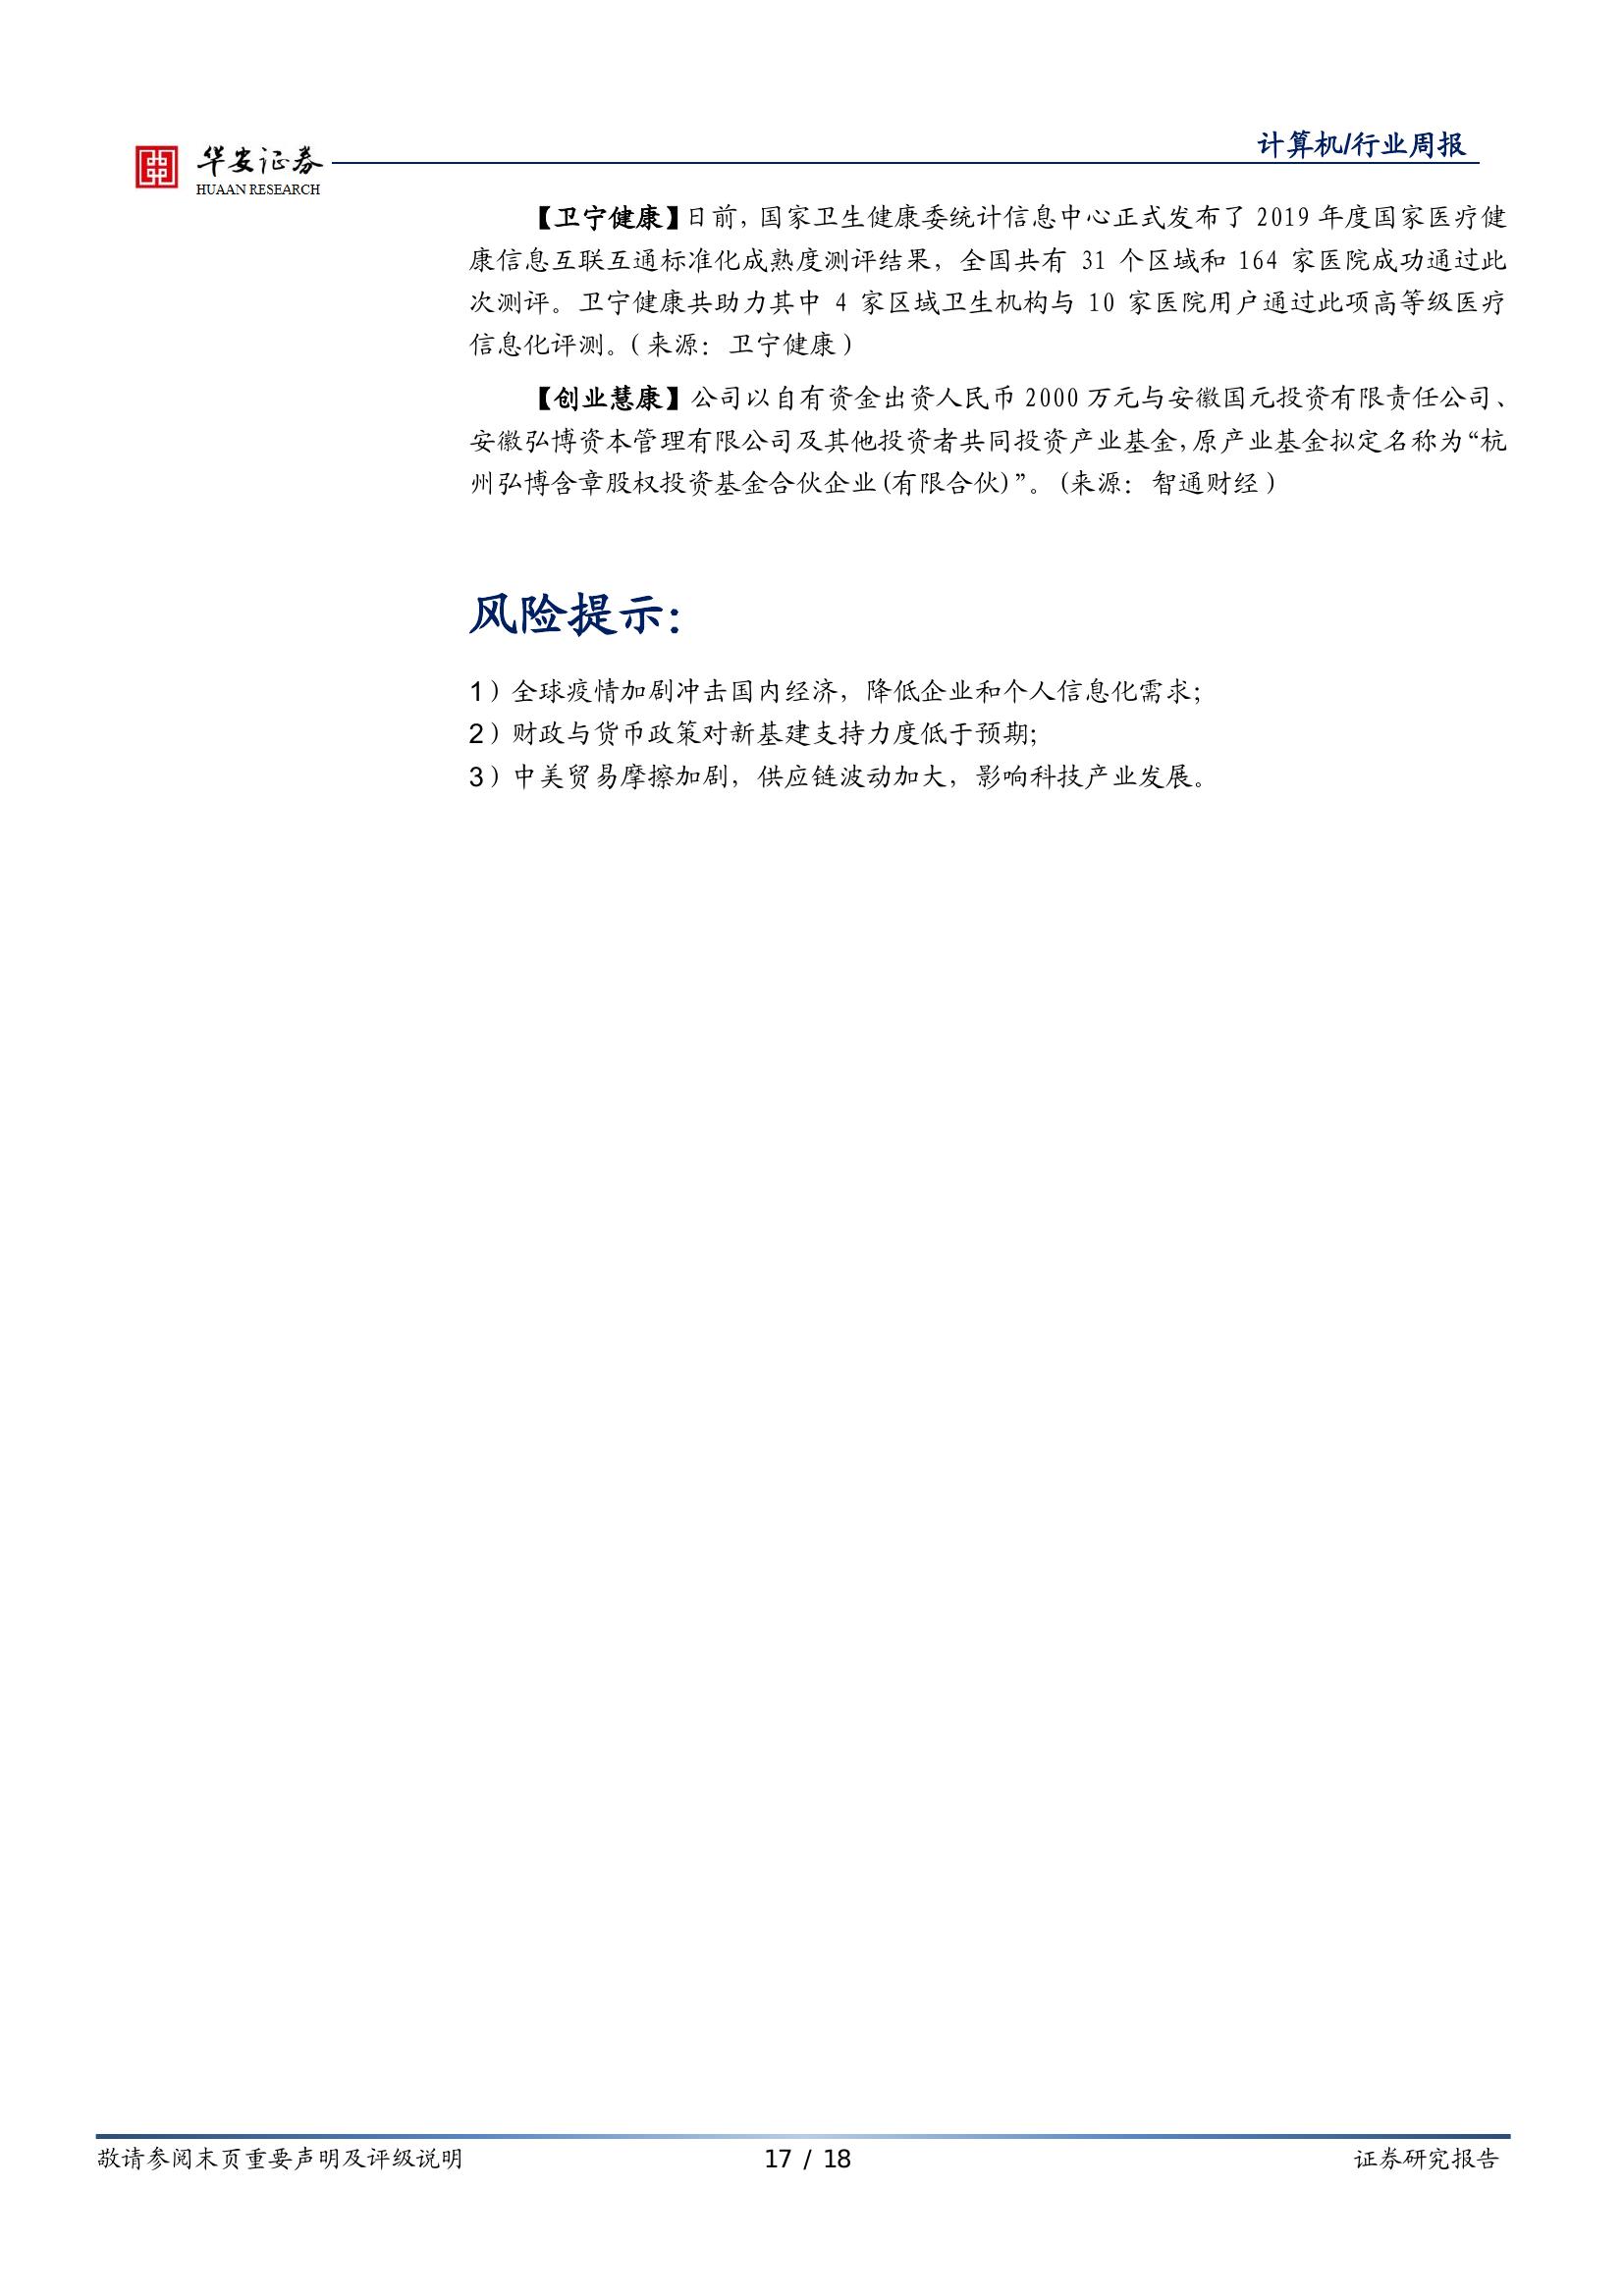 华安证券
HUAAN RESEARCH
计算机/行业周报
【卫宁健康】日前，国家卫生健康委统计信息中心正式发布了 2019 年度国家医疗健
康信息互联互通标准化成熟度测评结果，全国共有 31 个区域和 164 家医院成功通过此
次测评。卫宁健康共助力其中 4 家区域卫生机构与 10 家医院用户通过此项高等级医疗
信息化评测。（来源：卫宁健康）
【创业慧康】公司以自有资金出资人民币 2000 万元与安徽国元投资有限责任公司、
安徽弘博资本管理有限公司及其他投资者共同投资产业基金，原产业基金拟定名称为“杭
州弘博含章股权投资基金合伙企业(有限合伙)”。（来源：智通财经）
风险提示：
1）全球疫情加剧冲击国内经济，降低企业和个人信息化需求；
2）财政与货币政策对新基建支持力度低于预期；
3）中美贸易摩擦加剧，供应链波动加大，影响科技产业发展。
敬请参阅末页重要声明及评级说明
17 / 18
证券研究报告